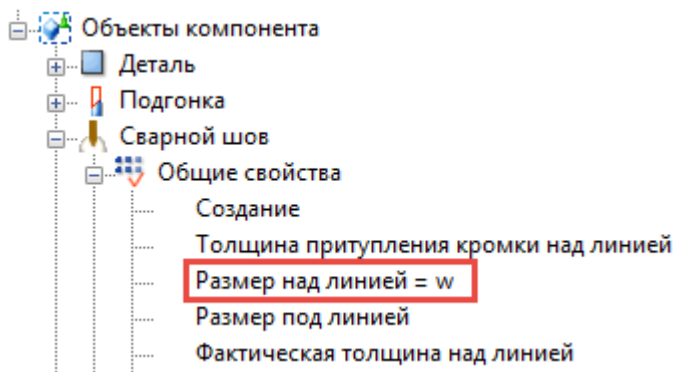 Объекты компонента
Деталь
Подгонка
Сварной шов
Общие свойства
Создание
Толщина притупления кромки над линией
Размер над линией = w
Размер под линией
Фактическая толщина над линией